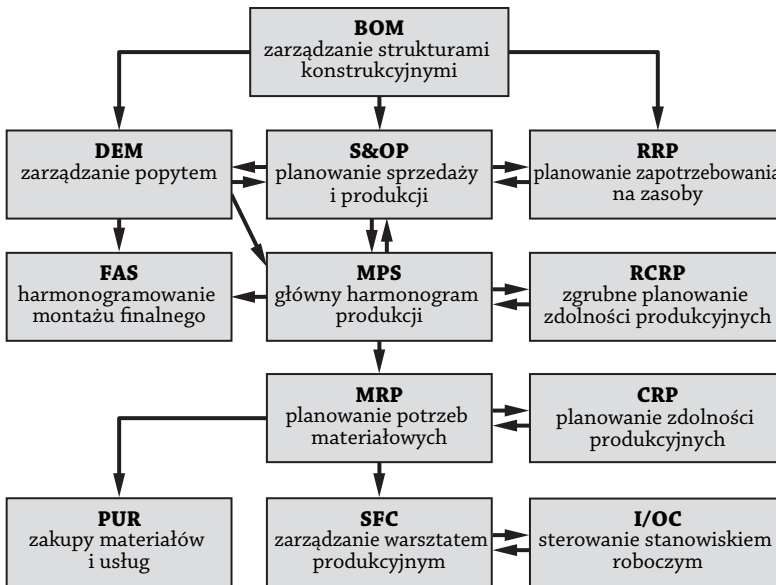 BOM
zarządzanie strukturami
konstrukcyjnymi
DEM
zarządzanie popytem
S&OP
planowanie sprzedaży
i produkcji
RRP
planowanie zapotrzebowania
na zasoby
FAS
harmonogramowanie
montażu finalnego
MPS
główny harmonogram
produkcji
RCRP
zgrubne planowanie
zdolności produkcyjnych
MRP
planowanie potrzeb
materiałowych
CRP
planowanie zdolności
produkcyjnych
PUR
zakupy materiałów
i usług
SFC
zarządzanie warsztatem
produkcyjnym
I/OC
sterowanie stanowiskiem
roboczym